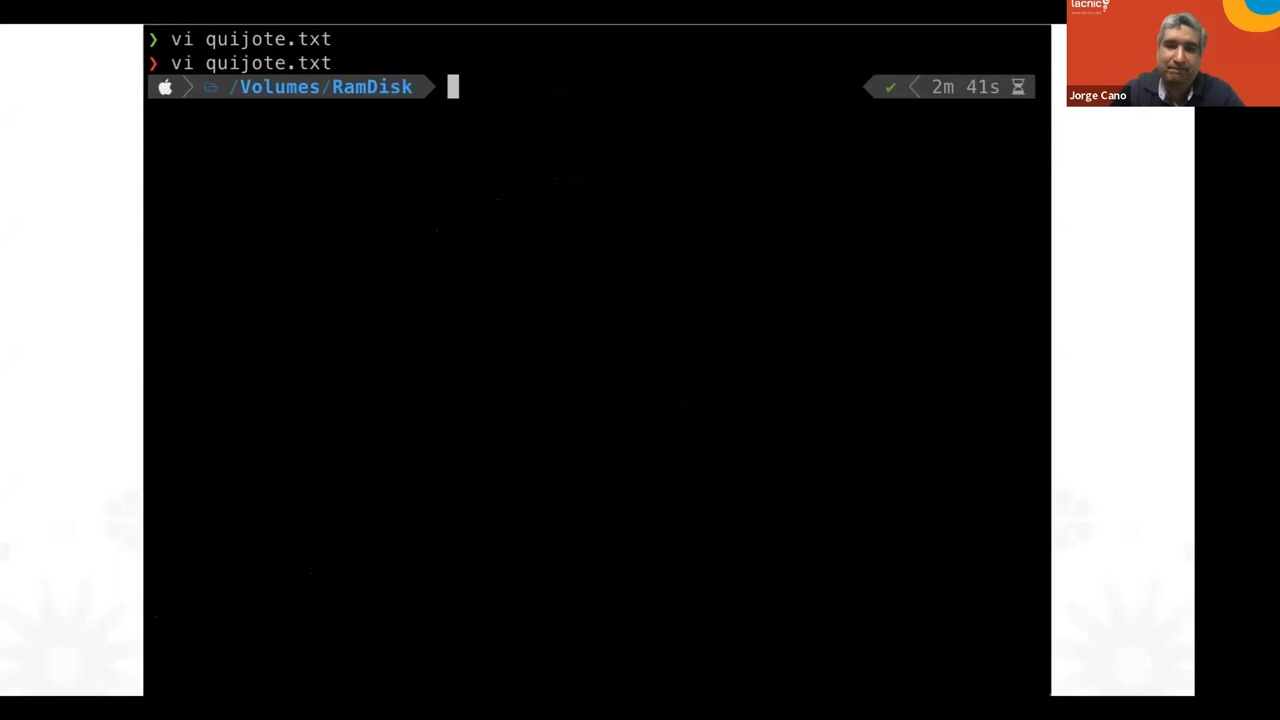 ❯ vi quijote.txt
❯ vi quijote.txt
/Volumes/RamDisk ✔ 2m 41s
lacnic
Jorge Cano